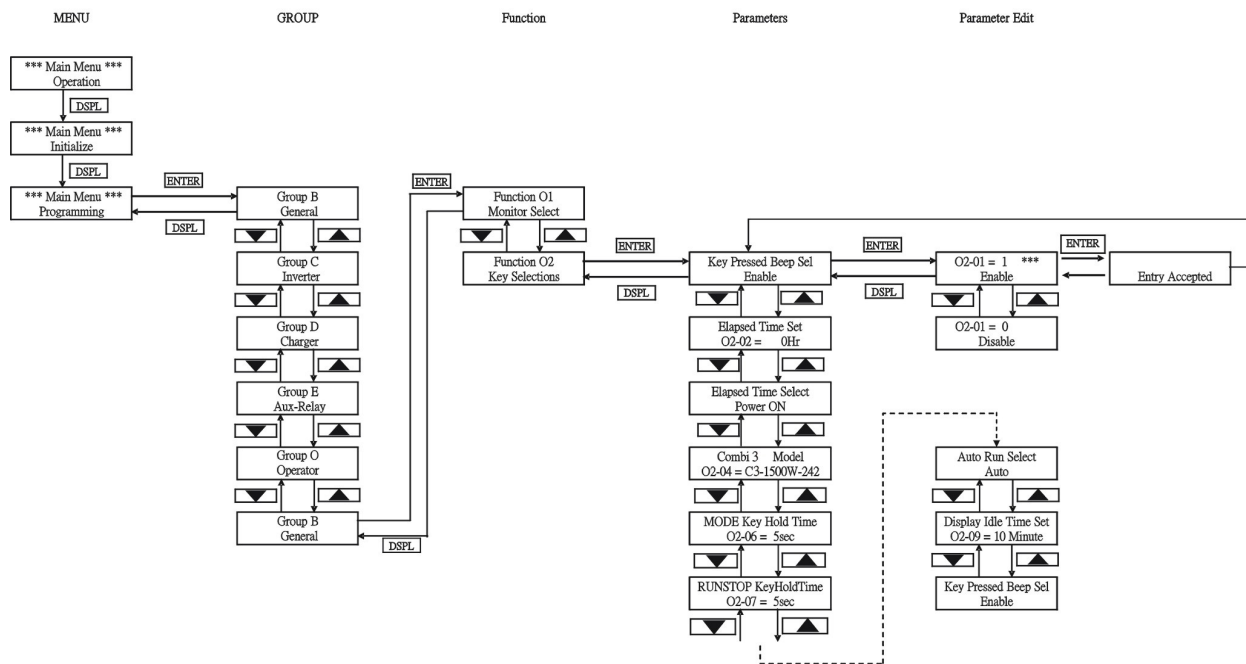 MENU
GROUP
Function
Parameters
Parameter Edit
*** Main Menu ***
Operation
DSPL
*** Main Menu ***
Initialize
DSPL
*** Main Menu ***
Programming
ENTER
DSPL
Group B
General
Group C
Inverter
Group D
Charger
Group E
Aux-Relay
Group O
Operator
Group B
General
ENTER
DSPL
Function O1
Monitor Select
Function O2
Key Selections
ENTER
DSPL
Key Pressed Beep Sel
Enable
Elapsed Time Set
O2-02 = 0Hr
Elapsed Time Select
Power ON
Combi 3 Model
O2-04 = C3-1500W-242
MODE Key Hold Time
O2-06 = 5sec
RUNSTOP KeyHoldTime
O2-07 = 5sec
ENTER
DSPL
O2-01 = 1 ***
Enable
O2-01 = 0
Disable
ENTER
Entry Accepted
Auto Run Select
Auto
Display Idle Time Set
O2-09 = 10 Minute
Key Pressed Beep Sel
Enable